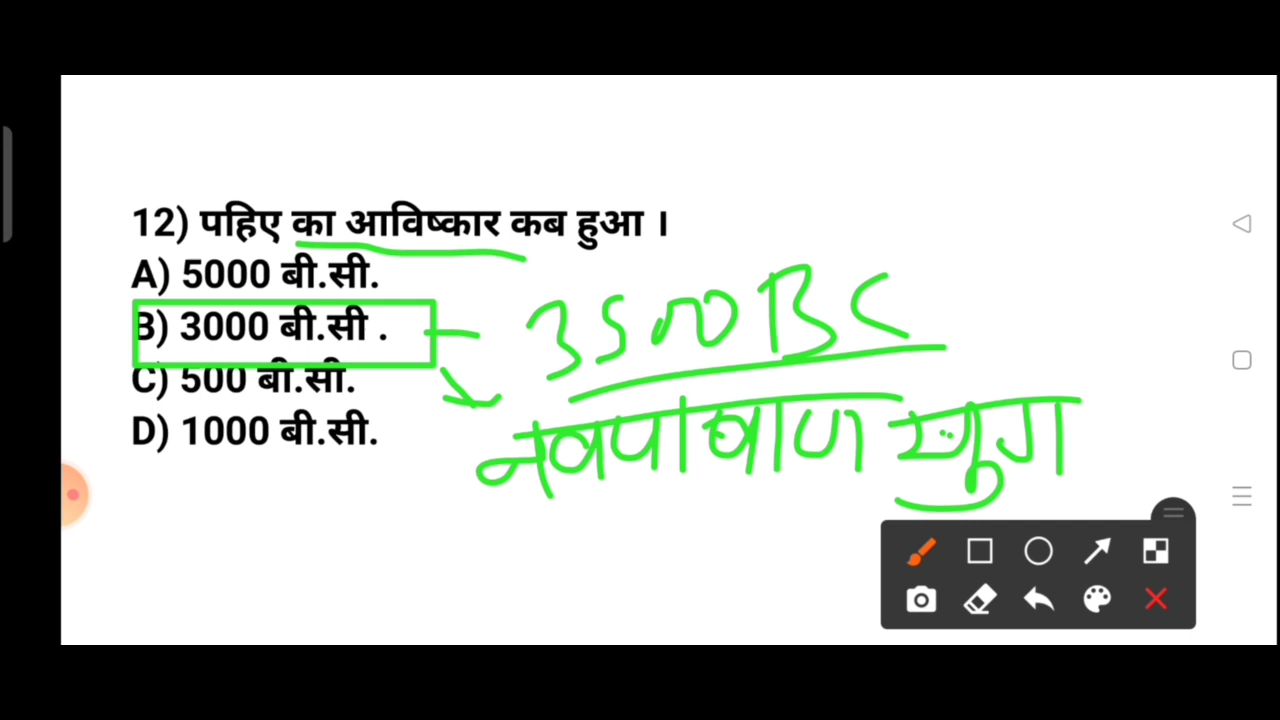 12) पहिए का आविष्कार कब हुआ ।
A) 5000 बी.सी.
B) 3000 बी.सी .
3500 BC
C) 500 बी.सी.
D) 1000 बी.सी.
नवपाषाण युग